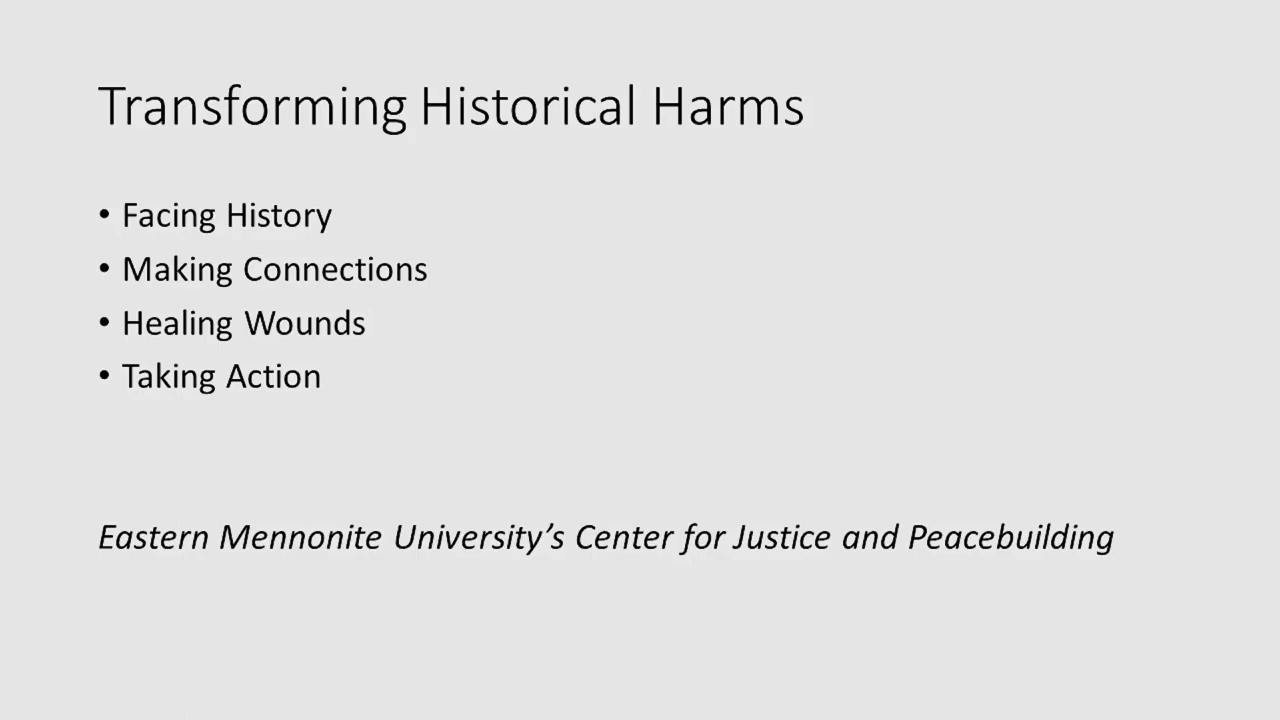 Transforming Historical Harms
• Facing History
• Making Connections
• Healing Wounds
• Taking Action
Eastern Mennonite University’s Center for Justice and Peacebuilding